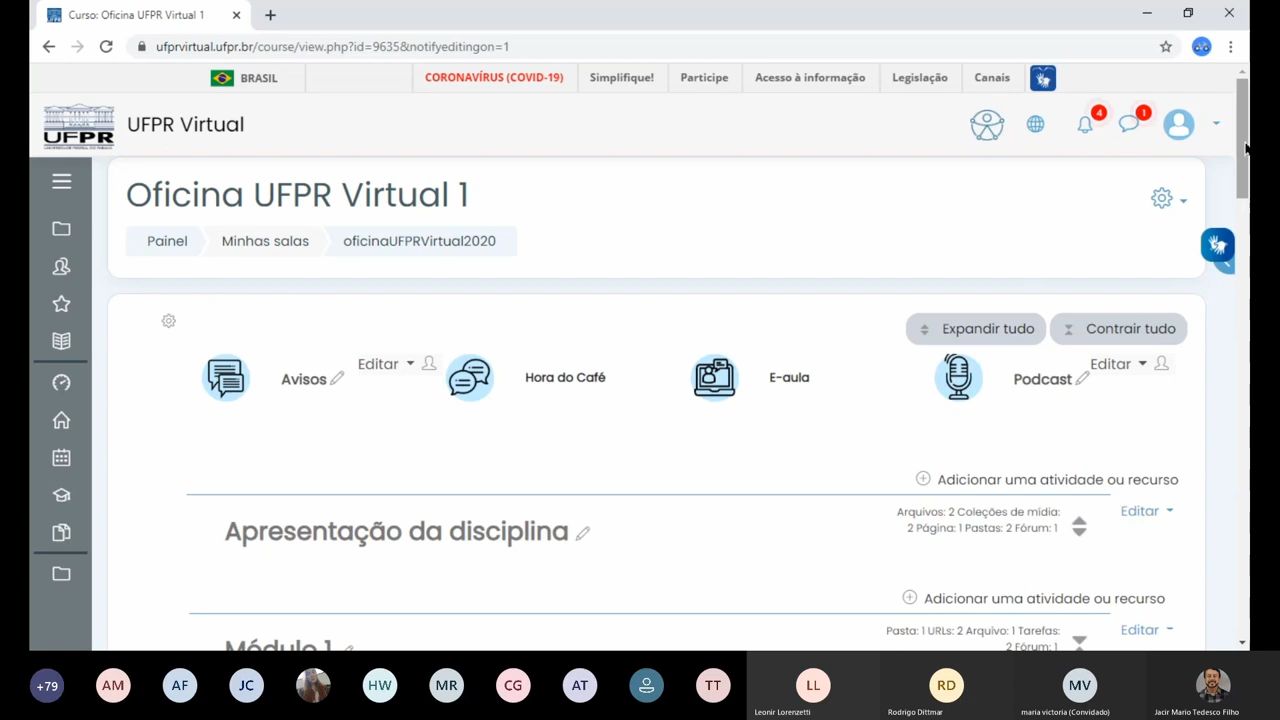 Curso: Oficina UFPR Virtual 1
ufprvirtual.ufpr.br/course/view.php?id=9635&notifyeditingon=1
BRASIL CORONAVÍRUS (COVID-19) Simplifique! Participe Acesso à informação Legislação Canais
UFPR UFPR Virtual 4 1
Oficina UFPR Virtual 1
Painel Minhas salas oficinaUFPRVirtual2020
Expandir tudo Contrair tudo
Avisos Editar Hora do Café E-aula Podcast Editar
Adicionar uma atividade ou recurso
Apresentação da disciplina
Arquivos: 2 Coleções de mídia: Editar
2 Página: 1 Pastas: 2 Fórum: 1
Adicionar uma atividade ou recurso
Módulo 1
Pasta: 1 URLs: 2 Arquivo: 1 Tarefas: Editar
2 Fórum: 1
+79 AM AF JC HW MR CG AT TT LL RD MV
Leonir Lorenzetti Rodrigo Dittmar maria victoria (Convidado) Jacir Mario Tedesco Filho